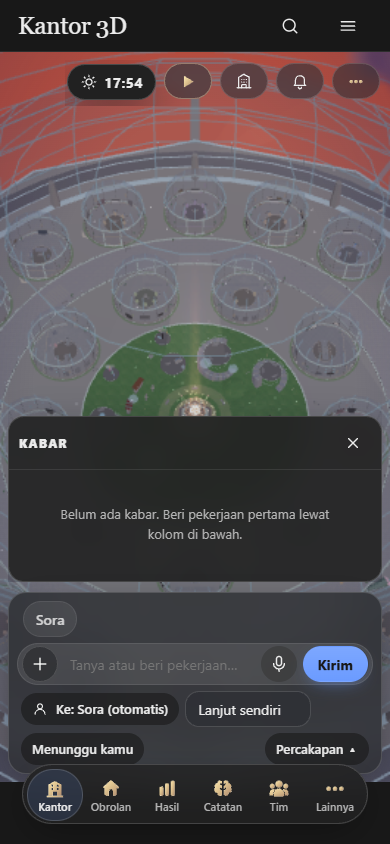 Kantor 3D
17:54
KABAR
Belum ada kabar. Beri pekerjaan pertama lewat
kolom di bawah.
Sora
Tanya atau beri pekerjaan...
Kirim
Ke: Sora (otomatis)
Lanjut sendiri
Menunggu kamu
Percakapan
Kantor
Obrolan
Hasil
Catatan
Tim
Lainnya